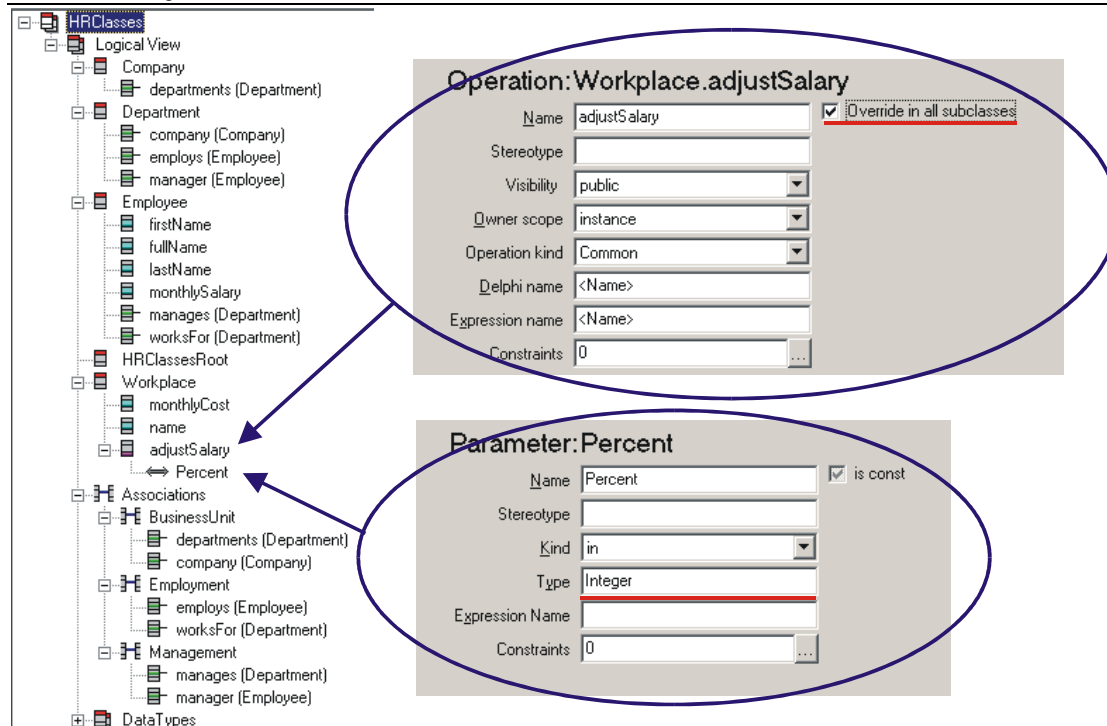 HRClasses
Logical View
Company
departments (Department)
Department
company (Company)
employs (Employee)
manager (Employee)
Employee
firstName
fullName
lastName
monthlySalary
manages (Department)
worksFor (Department)
HRClassesRoot
Workplace
monthlyCost
name
adjustSalary
Percent
Associations
BusinessUnit
departments (Department)
company (Company)
Employment
employs (Employee)
worksFor (Department)
Management
manages (Department)
manager (Employee)
DataTypes
Operation:Workplace.adjustSalary
Name adjustSalary Override in all subclasses
Stereotype
Visibility public
Owner scope instance
Operation kind Common
Delphi name <Name>
Expression name <Name>
Constraints 0 ...
Parameter:Percent
Name Percent is const
Stereotype
Kind in
Type Integer
Expression Name
Constraints 0 ...